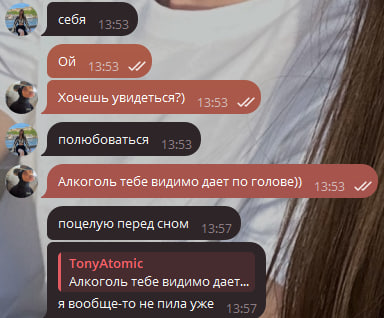 себя 13:53
Ой 13:53
Хочешь увидеться?) 13:53
полюбоваться 13:53
Алкоголь тебе видимо дает по голове)) 13:53
поцелую перед сном 13:57
TonyAtomic
Алкоголь тебе видимо дает...
я вообще-то не пила уже 13:57